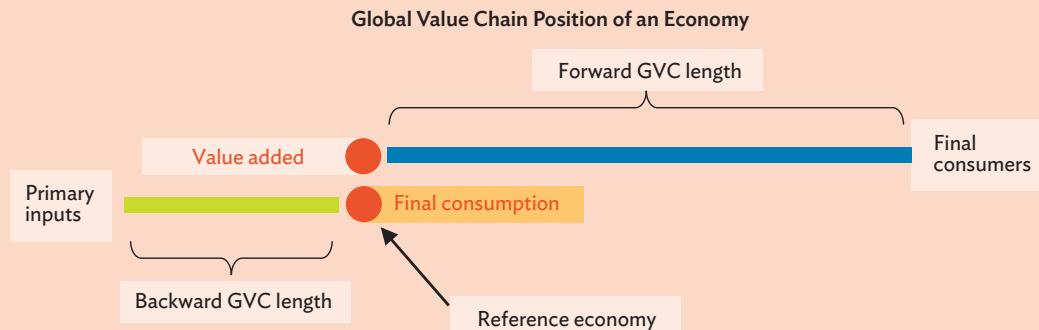 Global Value Chain Position of an Economy
Forward GVC length
Value added
Final
consumers
Primary
inputs
Final consumption
Backward GVC length
Reference economy